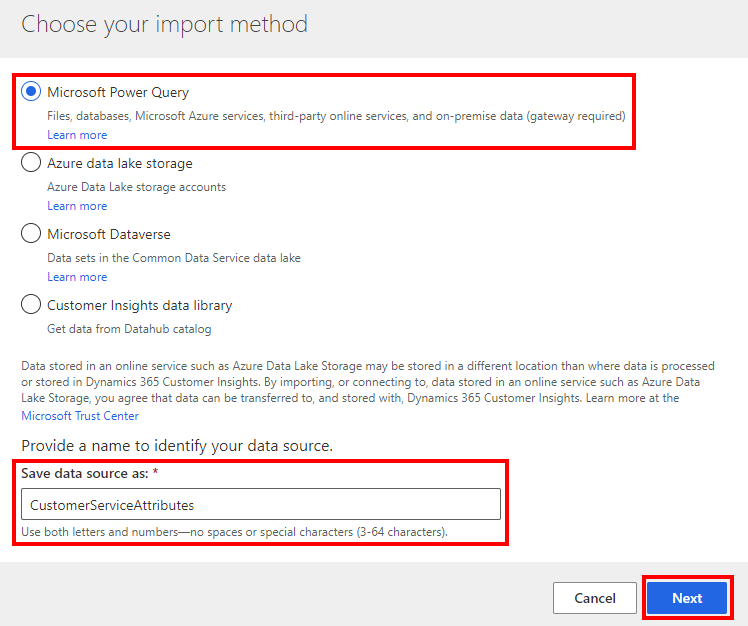 Choose your import method
Microsoft Power Query
Files, databases, Microsoft Azure services, third-party online services, and on-premise data (gateway required)
Learn more
Azure data lake storage
Azure Data Lake storage accounts
Learn more
Microsoft Dataverse
Data sets in the Common Data Service data lake
Learn more
Customer Insights data library
Get data from Datahub catalog
Data stored in an online service such as Azure Data Lake Storage may be stored in a different location than where data is processed
or stored in Dynamics 365 Customer Insights. By importing, or connecting to, data stored in an online service such as Azure Data
Lake Storage, you agree that data can be transferred to, and stored with, Dynamics 365 Customer Insights. Learn more at the
Microsoft Trust Center
Provide a name to identify your data source.
Save data source as: *
CustomerServiceAttributes
Use both letters and numbers—no spaces or special characters (3-64 characters).
Cancel Next